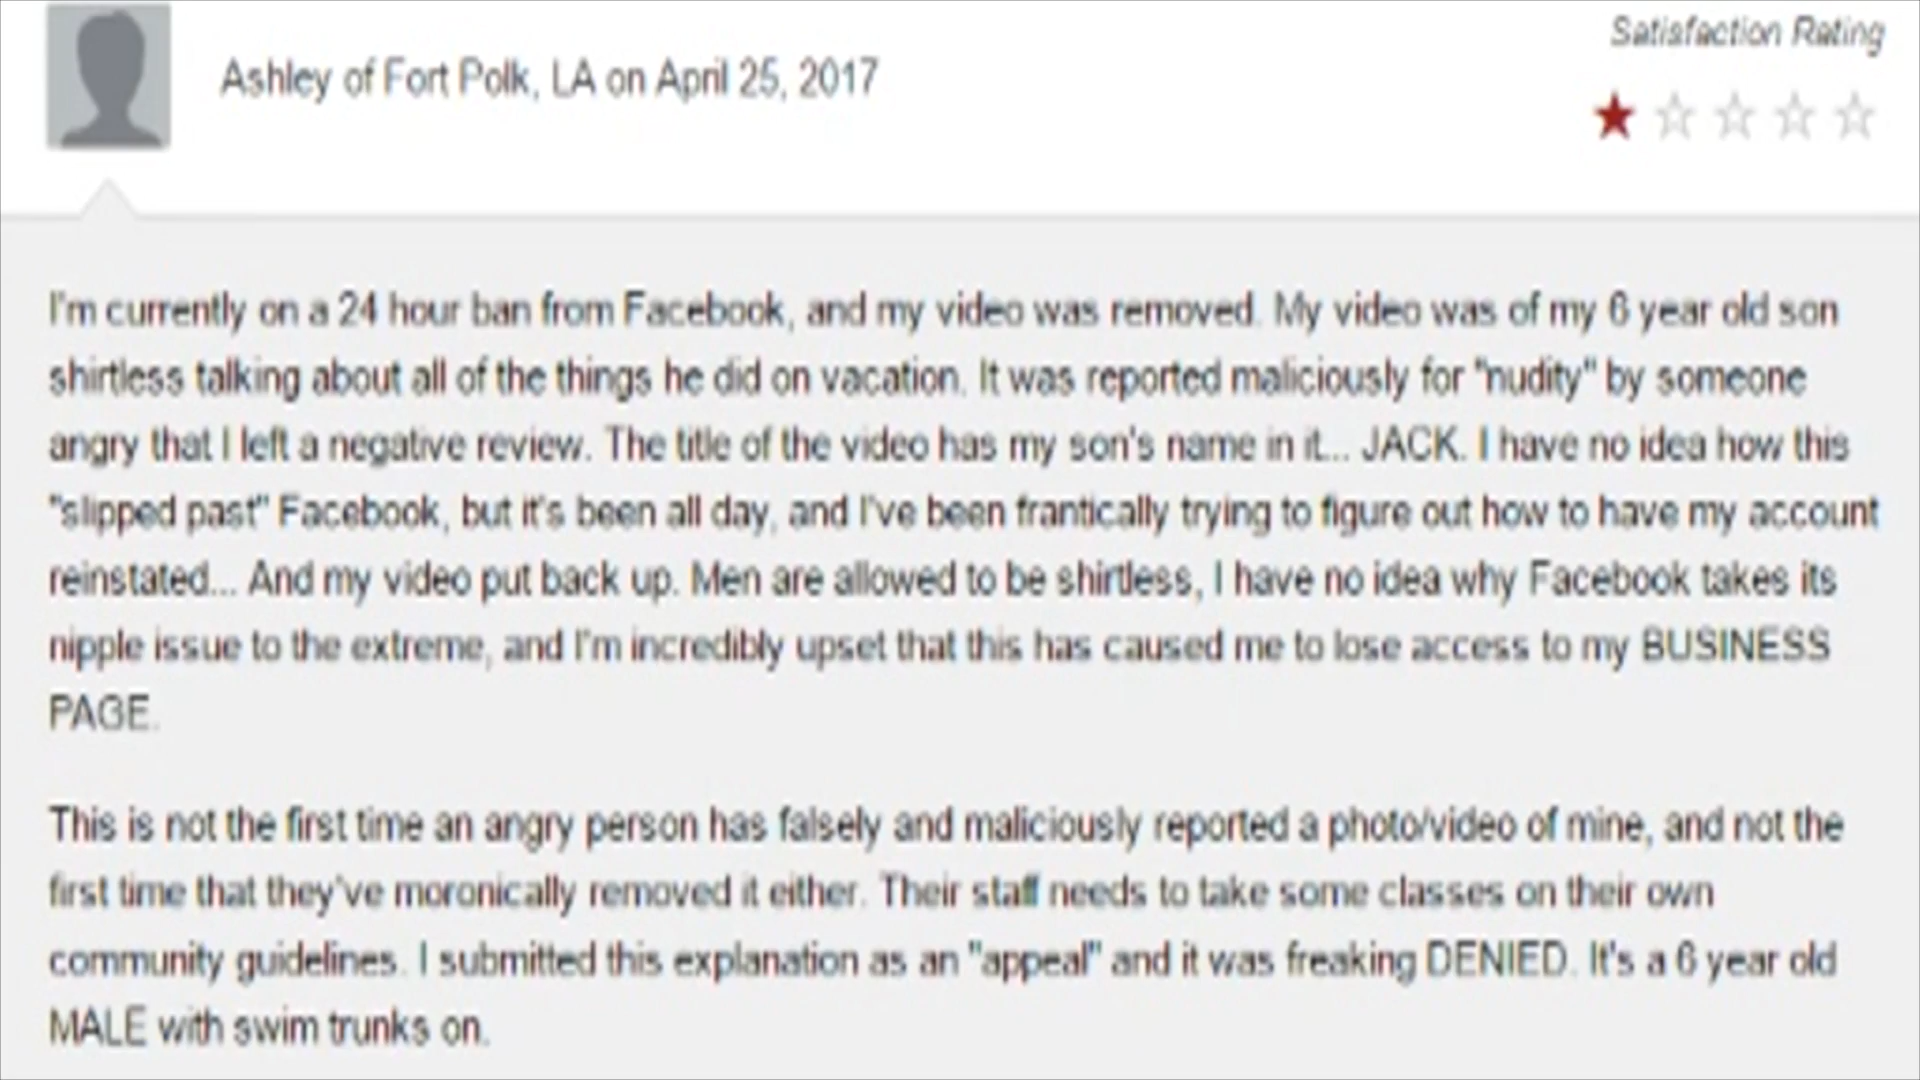 Satisfaction Rating
Ashley of Fort Polk, LA on April 25, 2017
I'm currently on a 24 hour ban from Facebook, and my video was removed. My video was of my 6 year old son
shirtless talking about all of the things he did on vacation. It was reported maliciously for "nudity" by someone
angry that I left a negative review. The title of the video has my son's name in it... JACK. I have no idea how this
"slipped past" Facebook, but it's been all day, and I've been frantically trying to figure out how to have my account
reinstated... And my video put back up. Men are allowed to be shirtless, I have no idea why Facebook takes its
nipple issue to the extreme, and I'm incredibly upset that this has caused me to lose access to my BUSINESS
PAGE.
This is not the first time an angry person has falsely and maliciously reported a photo/video of mine, and not the
first time that they've moronically removed it either. Their staff needs to take some classes on their own
community guidelines. I submitted this explanation as an "appeal" and it was freaking DENIED. It's a 6 year old
MALE with swim trunks on.